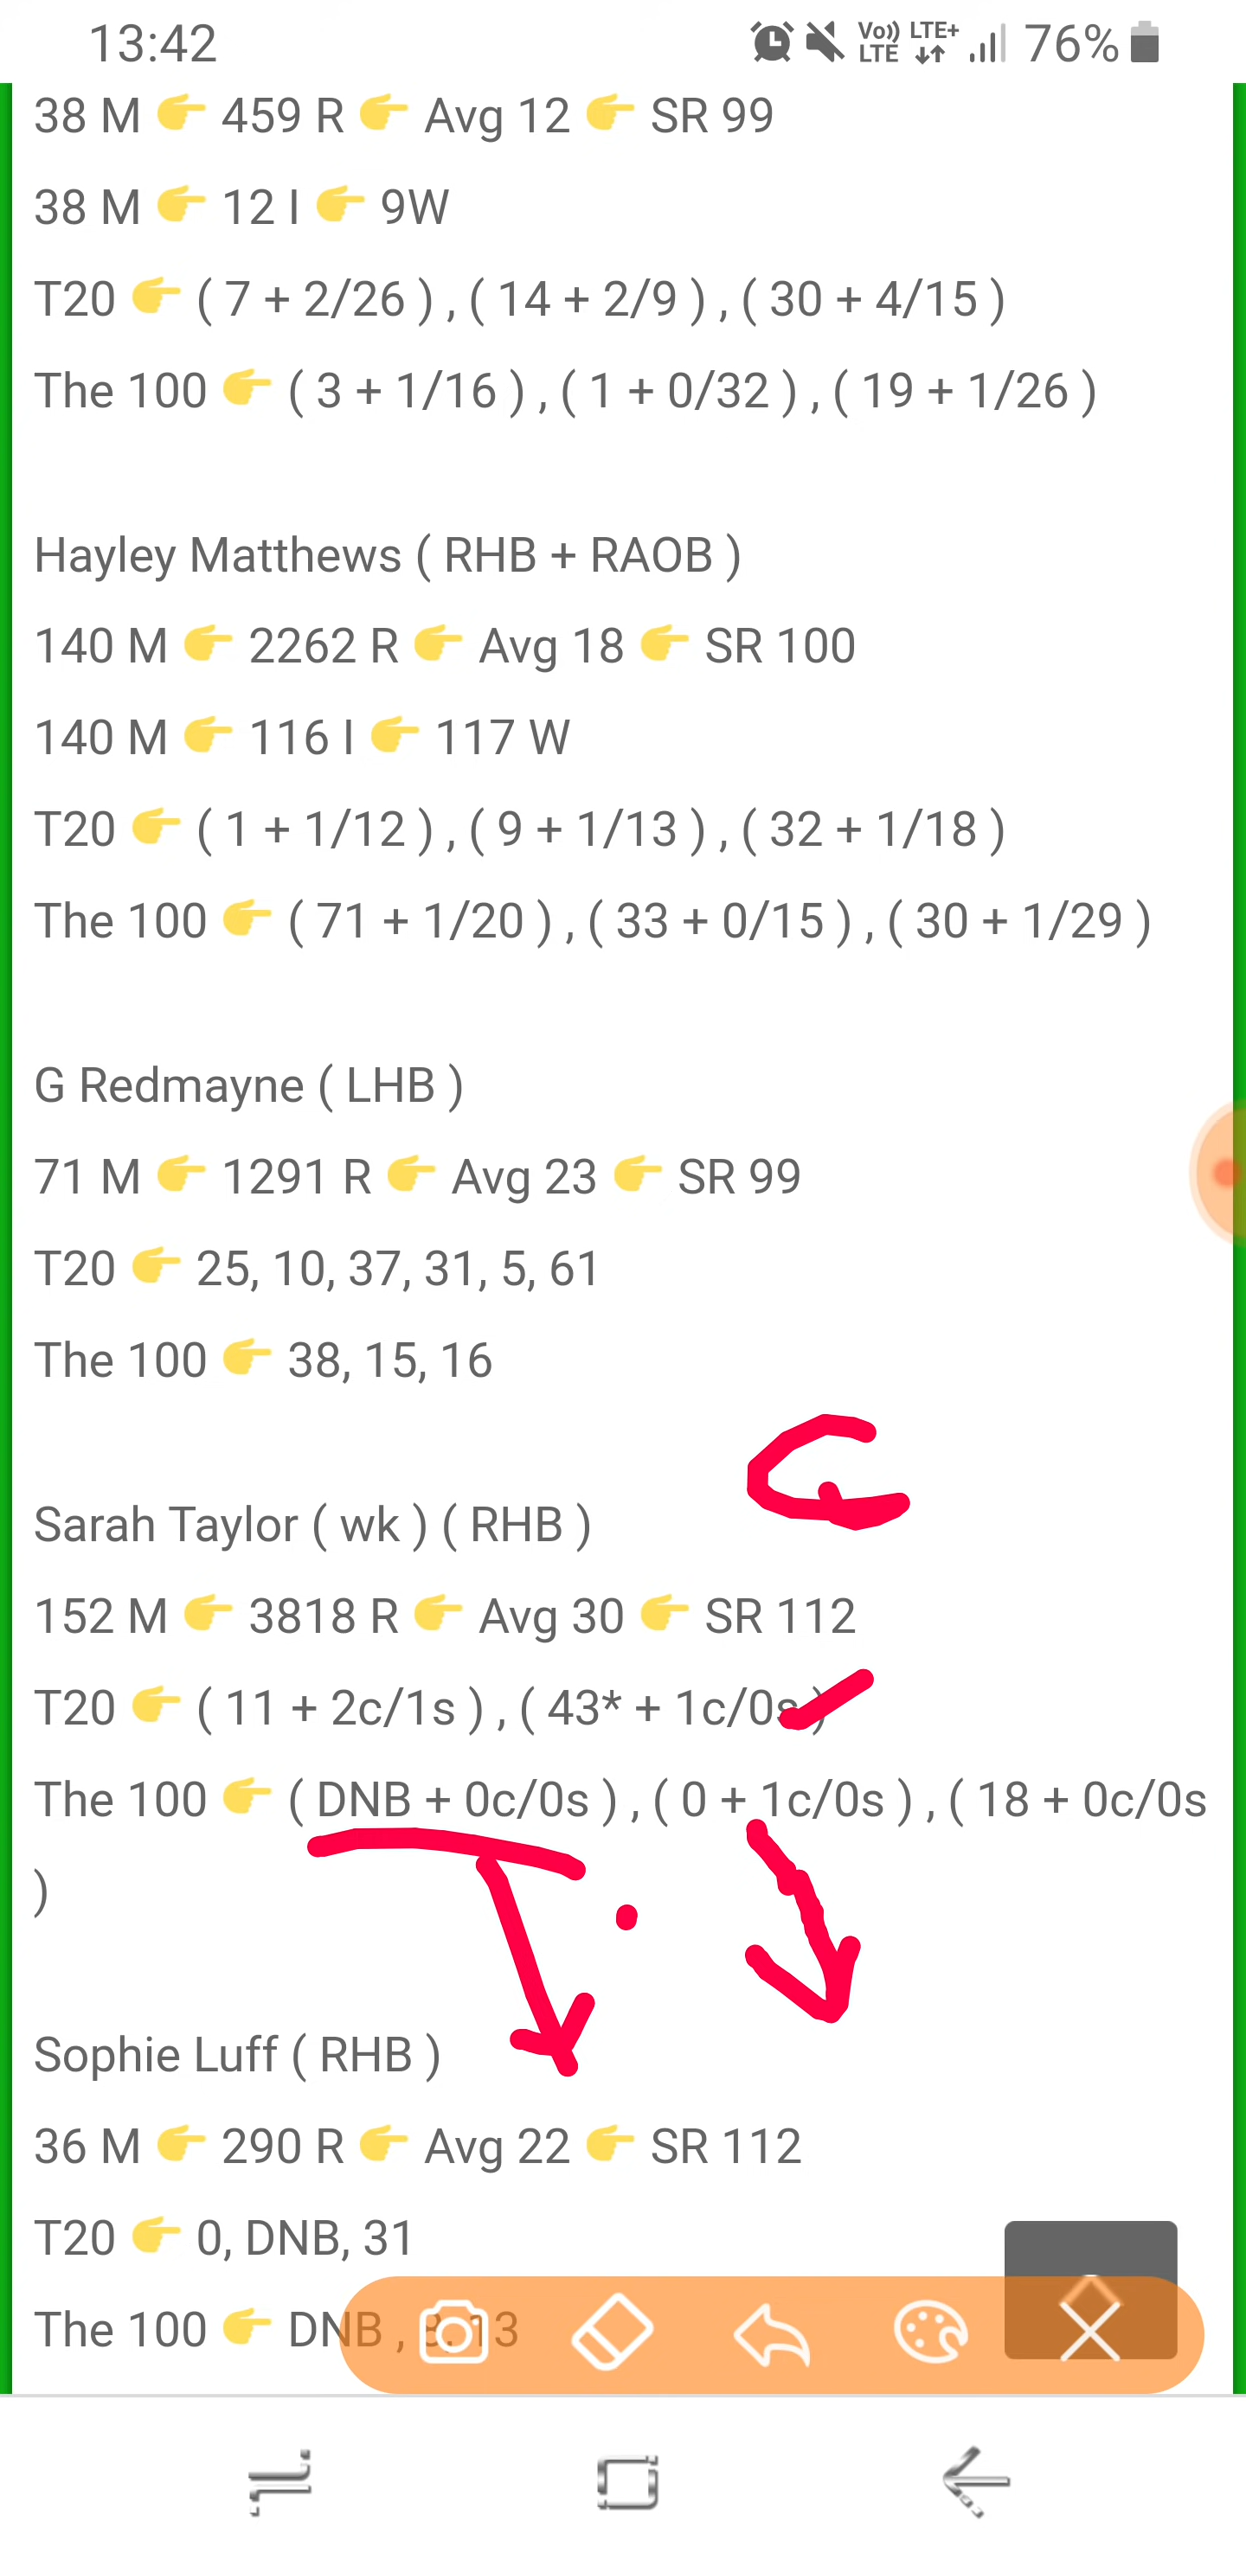 13:42 Vo)) LTE LTE+ 76%
38 M 👉 459 R 👉 Avg 12 👉 SR 99
38 M 👉 12 I 👉 9W
T20 👉 ( 7 + 2/26 ) , ( 14 + 2/9 ) , ( 30 + 4/15 )
The 100 👉 ( 3 + 1/16 ) , ( 1 + 0/32 ) , ( 19 + 1/26 )
Hayley Matthews ( RHB + RAOB )
140 M 👉 2262 R 👉 Avg 18 👉 SR 100
140 M 👉 116 I 👉 117 W
T20 👉 ( 1 + 1/12 ) , ( 9 + 1/13 ) , ( 32 + 1/18 )
The 100 👉 ( 71 + 1/20 ) , ( 33 + 0/15 ) , ( 30 + 1/29 )
G Redmayne ( LHB )
71 M 👉 1291 R 👉 Avg 23 👉 SR 99
T20 👉 25, 10, 37, 31, 5, 61
The 100 👉 38, 15, 16
Sarah Taylor ( wk ) ( RHB )
152 M 👉 3818 R 👉 Avg 30 👉 SR 112
T20 👉 ( 11 + 2c/1s ) , ( 43* + 1c/0s )
The 100 👉 ( DNB + 0c/0s ) , ( 0 + 1c/0s ) , ( 18 + 0c/0s
)
Sophie Luff ( RHB )
36 M 👉 290 R 👉 Avg 22 👉 SR 112
T20 👉 0, DNB, 31
The 100 👉 DNB , 13